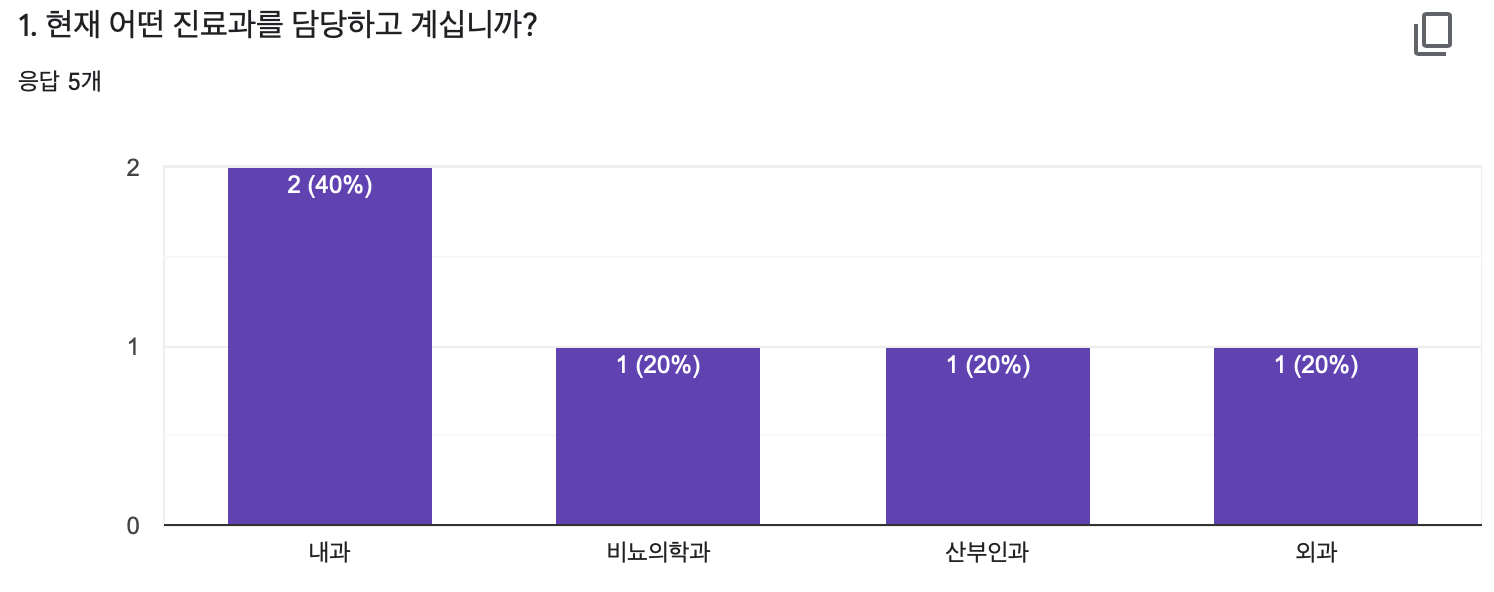 1. 현재 어떤 진료과를 담당하고 계십니까?
응답 5개
2
2 (40%)
1
1 (20%)
1 (20%)
1 (20%)
0
내과
비뇨의학과
산부인과
외과